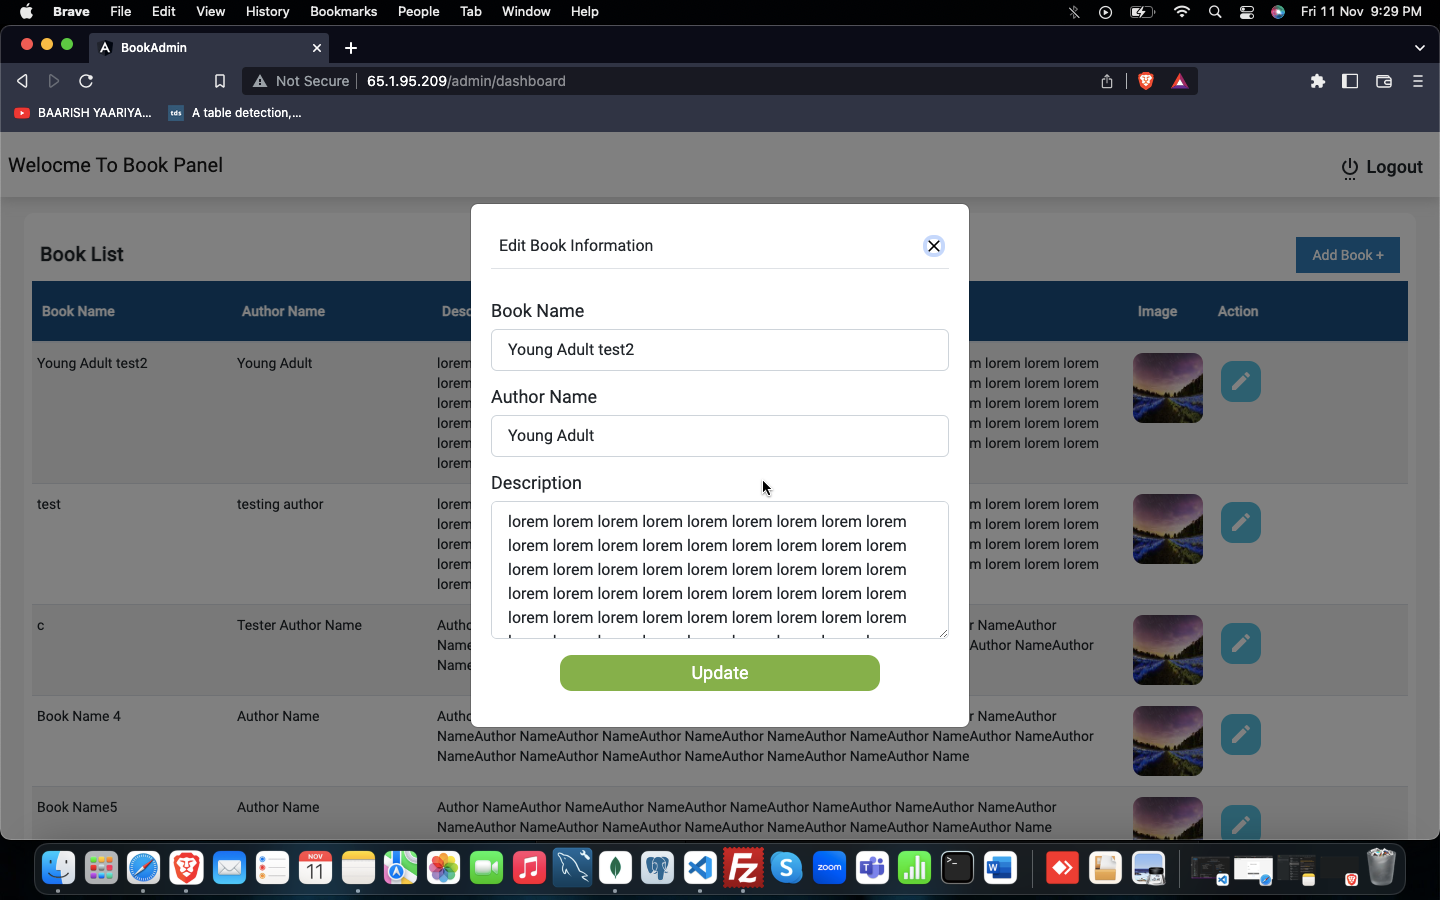 Brave File Edit View History Bookmarks People Tab Window Help Fri 11 Nov 9:29 PM
BookAdmin
Not Secure 65.1.95.209/admin/dashboard
BAARISH YAARIYA... tds A table detection,...
Welocme To Book Panel Logout
Book List Add Book +
Book Name Author Name Desc Image Action
Young Adult test2 Young Adult lorem m lorem lorem lorem
lorem m lorem lorem lorem
lorem m lorem lorem lorem
lorem m lorem lorem lorem
lorem m lorem lorem lorem
lorem
test testing author lorem m lorem lorem lorem
lorem m lorem lorem lorem
lorem m lorem lorem lorem
lorem m lorem lorem lorem
lorem
c Tester Author Name Autho r NameAuthor
Name Author NameAuthor
Name
Book Name 4 Author Name Autho r NameAuthor
NameAuthor NameAuthor NameAuthor NameAuthor NameAuthor NameAuthor NameAuthor NameAuthor
NameAuthor NameAuthor NameAuthor NameAuthor NameAuthor NameAuthor Name
Book Name5 Author Name Author NameAuthor NameAuthor NameAuthor NameAuthor NameAuthor NameAuthor NameAuthor
NameAuthor NameAuthor NameAuthor NameAuthor NameAuthor NameAuthor NameAuthor Name
Edit Book Information
Book Name
Young Adult test2
Author Name
Young Adult
Description
lorem lorem lorem lorem lorem lorem lorem lorem lorem
lorem lorem lorem lorem lorem lorem lorem lorem lorem
lorem lorem lorem lorem lorem lorem lorem lorem lorem
lorem lorem lorem lorem lorem lorem lorem lorem lorem
lorem lorem lorem lorem lorem lorem lorem lorem lorem
Update
NOV
11 zoom